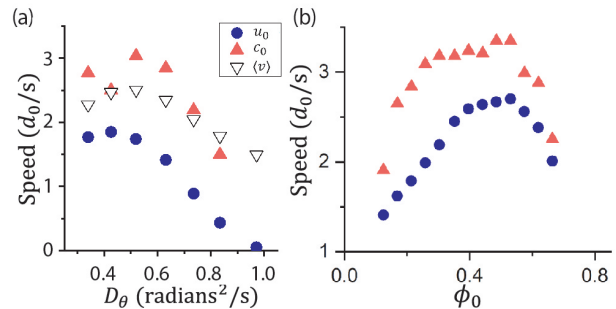 (a)
u₀
c₀
⟨v⟩
Speed (d₀/s)
3
2
1
0
0.4 0.6 0.8 1.0
D_θ (radians²/s)
(b)
Speed (d₀/s)
3
2
1
0.0 0.4 0.8
ϕ₀